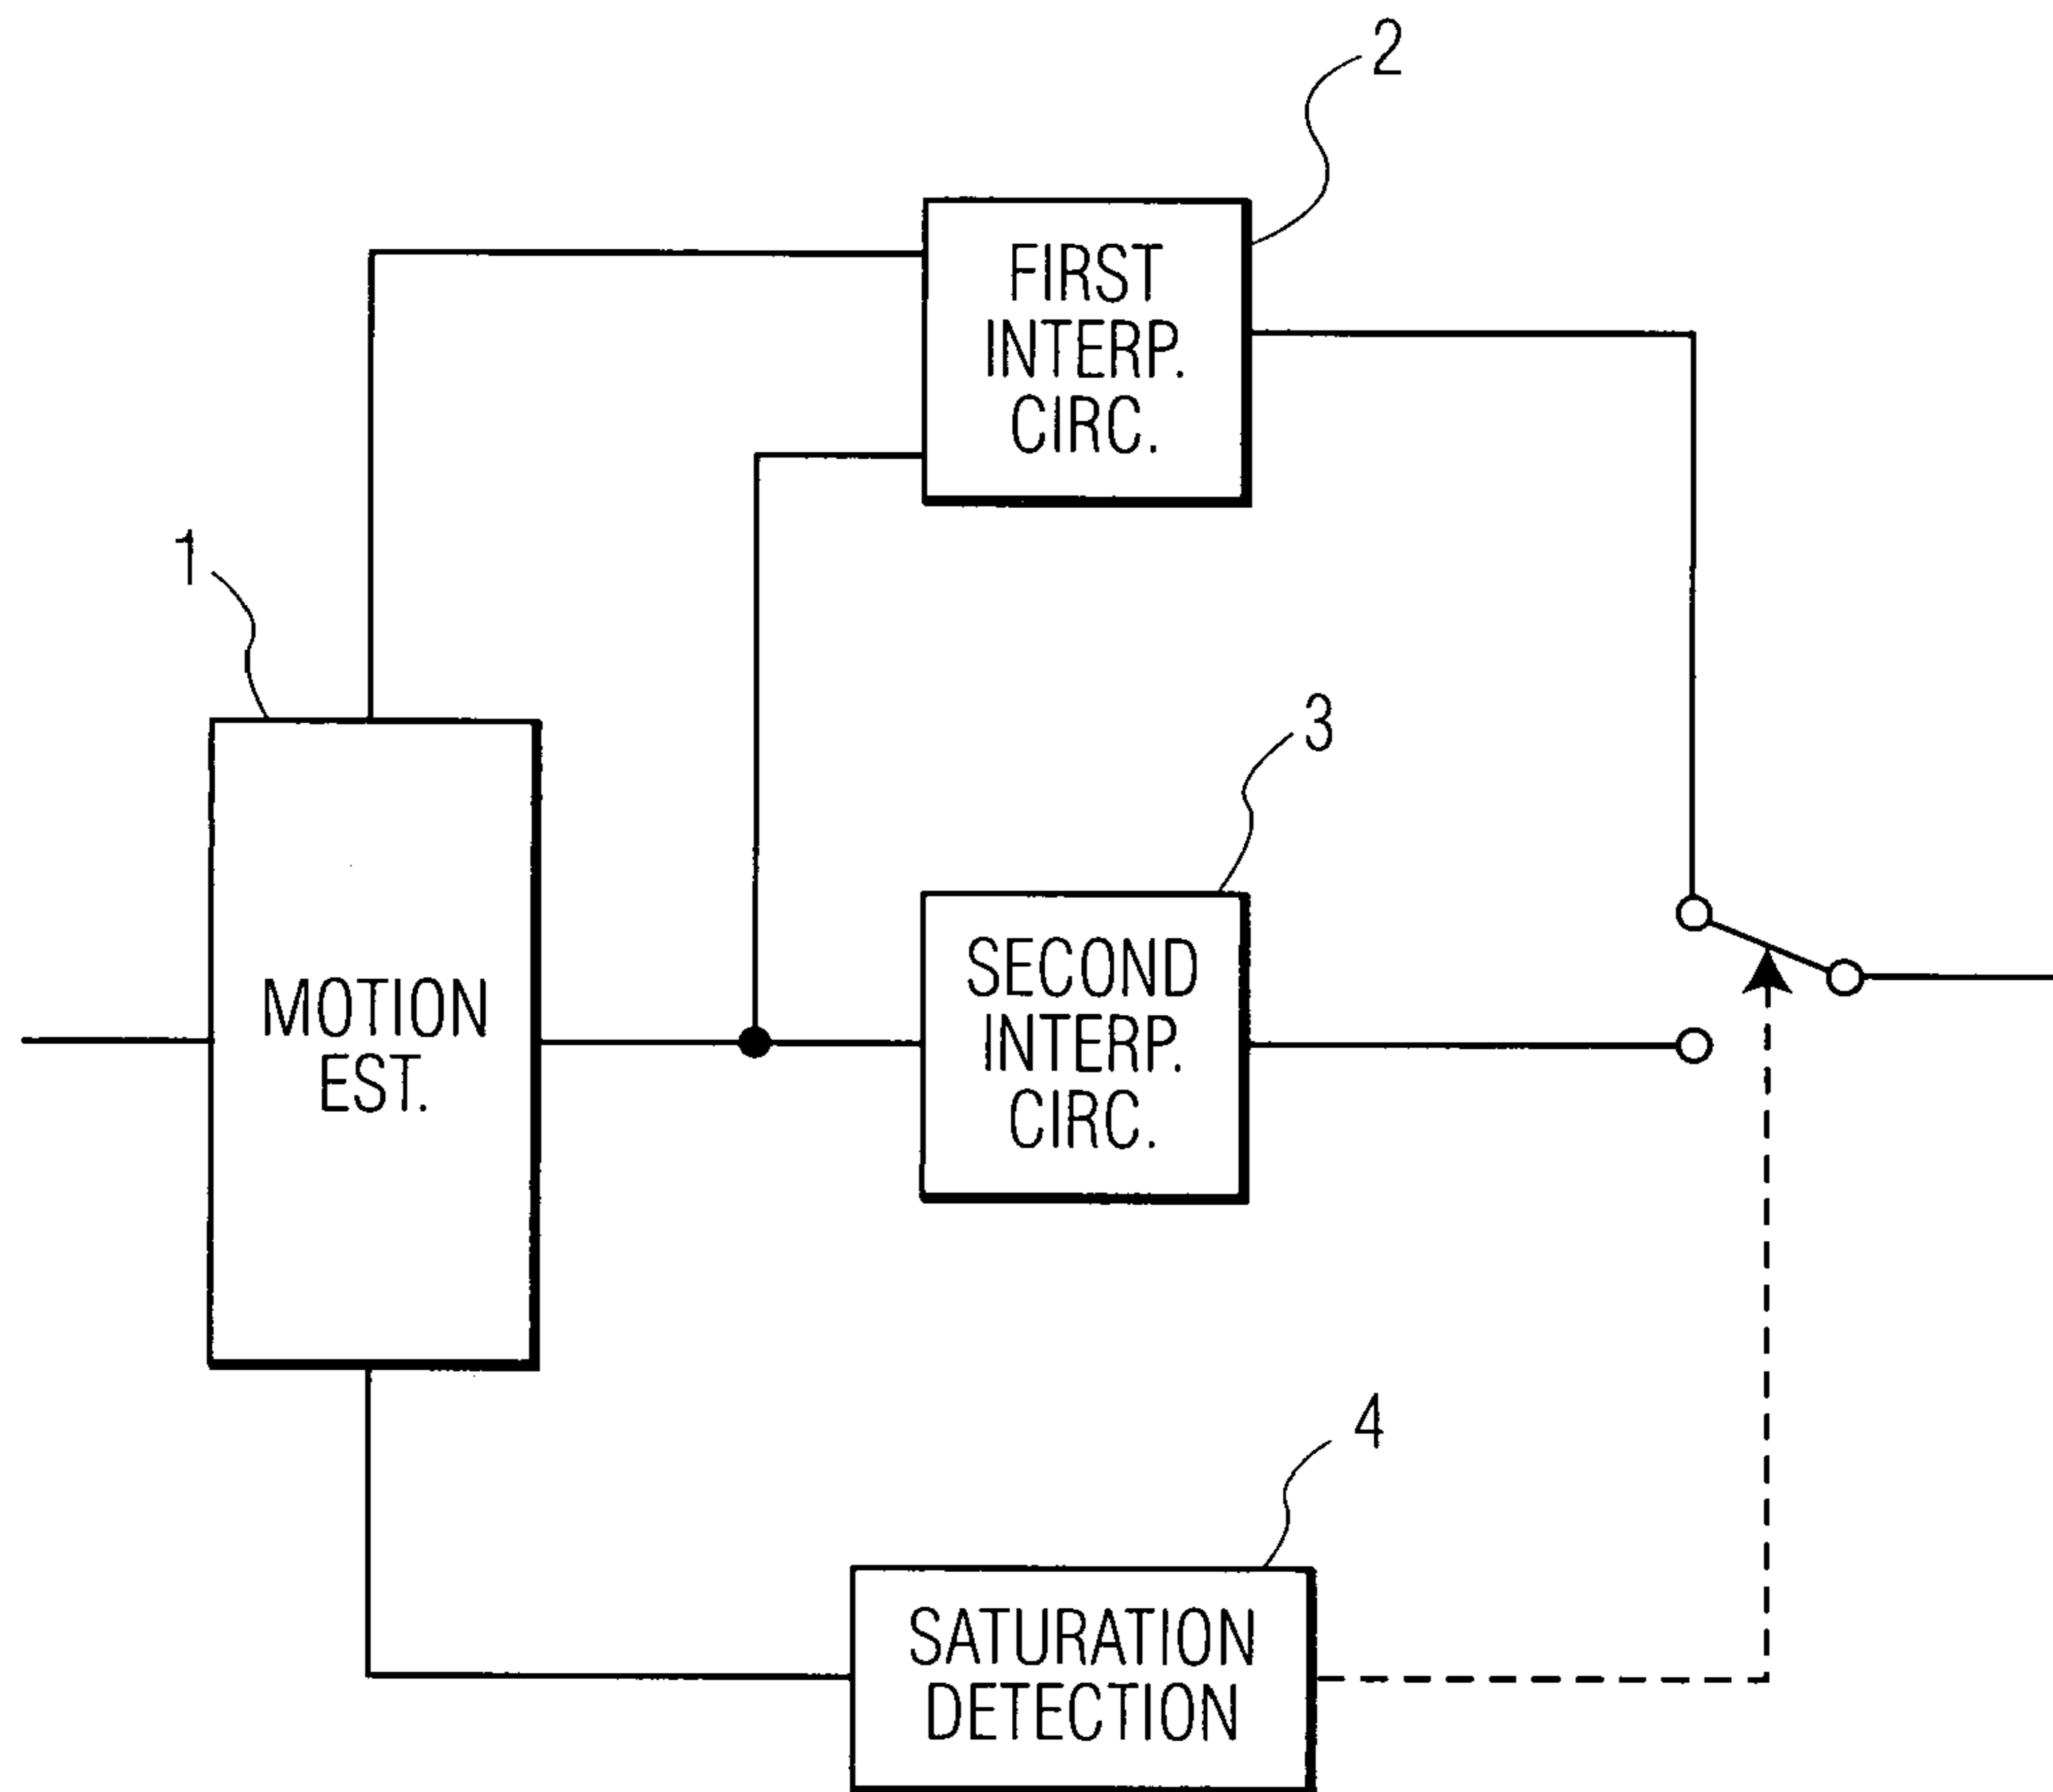 2
FIRST
INTERP.
CIRC.
1
3
MOTION
EST.
SECOND
INTERP.
CIRC.
4
SATURATION
DETECTION